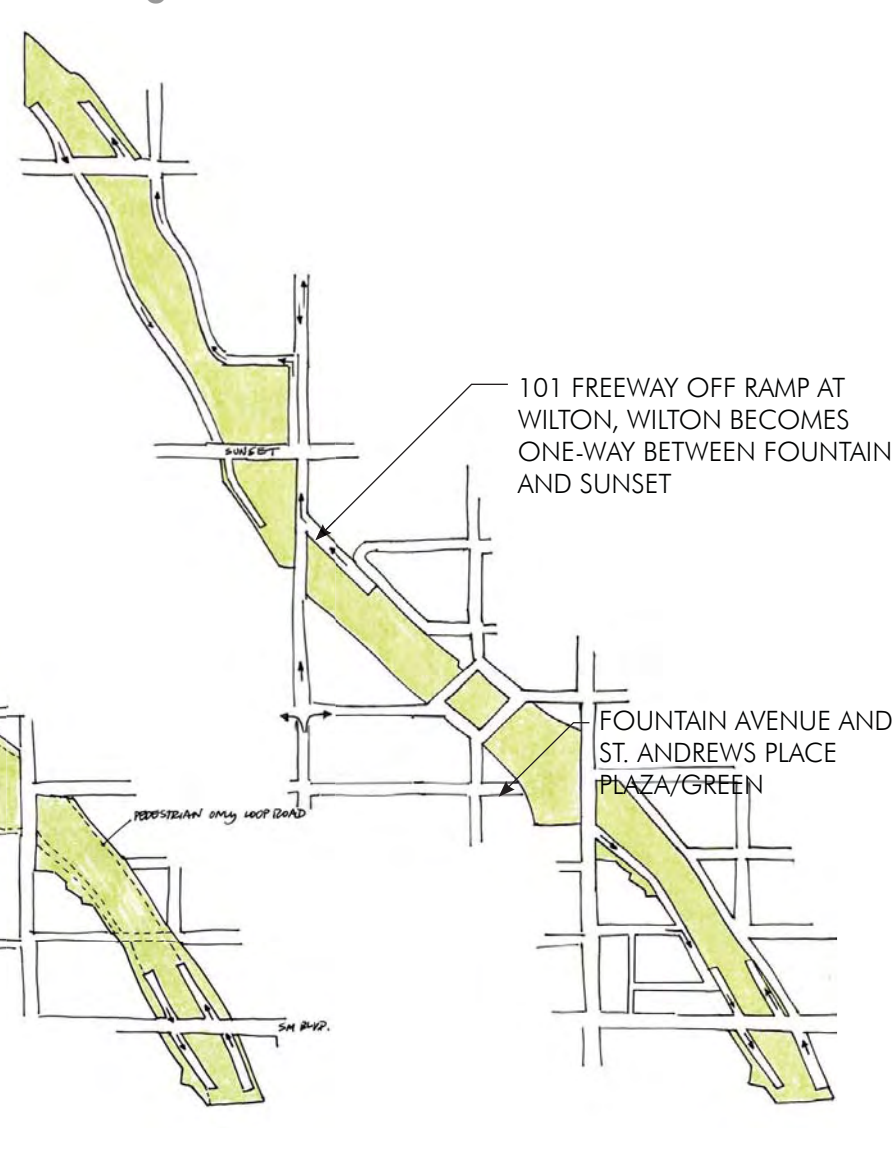 101 FREEWAY OFF RAMP AT
WILTON, WILTON BECOMES
ONE-WAY BETWEEN FOUNTAIN
AND SUNSET
SUNSET
FOUNTAIN AVENUE AND
ST. ANDREWS PLACE
PLAZA/GREEN
PEDESTRIAN ONLY LOOP ROAD
SM BLVD.